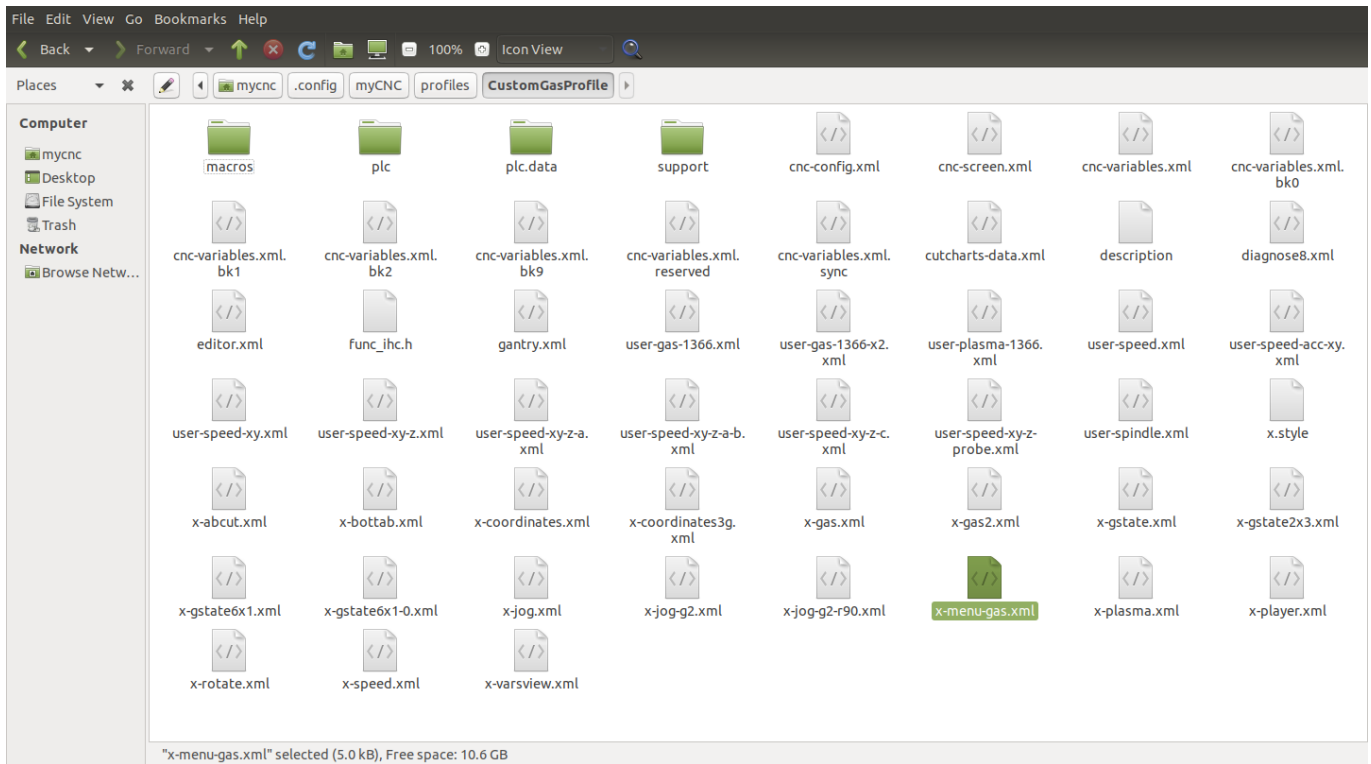 File Edit View Go Bookmarks Help
Back Forward 100% Icon View
Places mycnc .config myCNC profiles CustomGasProfile
Computer
mycnc
Desktop
File System
Trash
Network
Browse Netw...
macros plc plc.data support cnc-config.xml cnc-screen.xml cnc-variables.xml cnc-variables.xml.
bk0
cnc-variables.xml. cnc-variables.xml. cnc-variables.xml. cnc-variables.xml. cnc-variables.xml. cutcharts-data.xml description diagnose8.xml
bk1 bk2 bk9 reserved sync
editor.xml func_ihc.h gantry.xml user-gas-1366.xml user-gas-1366-x2. user-plasma-1366. user-speed.xml user-speed-acc-xy.
xml xml xml
user-speed-xy.xml user-speed-xy-z.xml user-speed-xy-z-a. user-speed-xy-z-a-b. user-speed-xy-z-c. user-speed-xy-z- user-spindle.xml x.style
xml xml xml probe.xml
x-abcut.xml x-bottab.xml x-coordinates.xml x-coordinates3g. x-gas.xml x-gas2.xml x-gstate.xml x-gstate2x3.xml
xml
x-gstate6x1.xml x-gstate6x1-0.xml x-jog.xml x-jog-g2.xml x-jog-g2-r90.xml x-menu-gas.xml x-plasma.xml x-player.xml
x-rotate.xml x-speed.xml x-varsview.xml
"x-menu-gas.xml" selected (5.0 kB), Free space: 10.6 GB